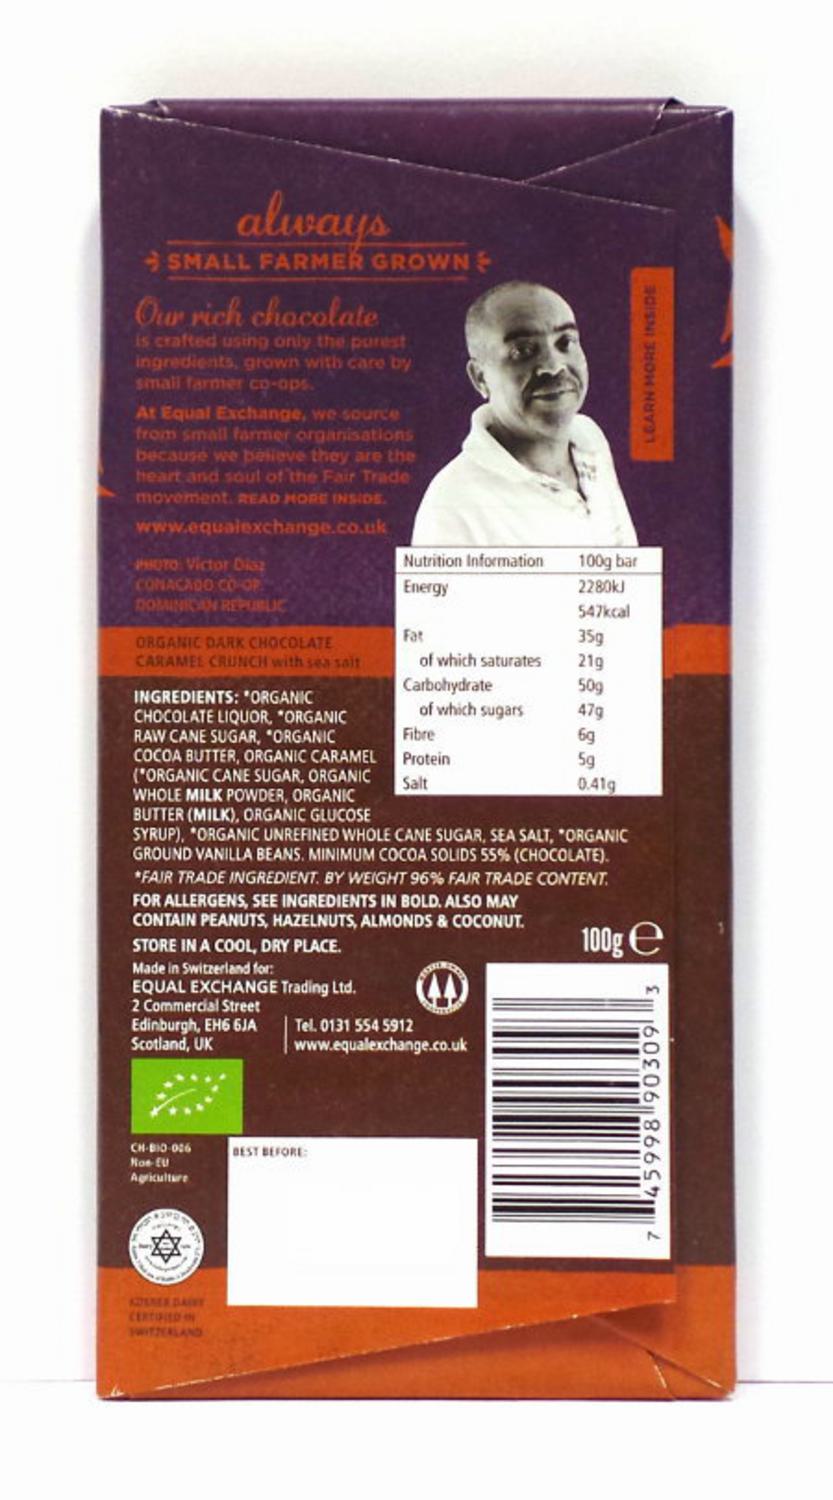 always
SMALL FARMER GROWN
Our rich chocolate
is crafted using only the purest
ingredients, grown with care by
small farmer co-ops.
At Equal Exchange, we source
from small farmer organisations
because we believe they are the
heart and soul of the Fair Trade
movement. READ MORE INSIDE.
www.equalexchange.co.uk
PHOTO: Victor Diaz
CONACADO CO-OP.
DOMINICAN REPUBLIC
LEARN MORE INSIDE
Nutrition Information 100g bar
Energy 2280kJ
547kcal
Fat 35g
of which saturates 21g
Carbohydrate 50g
of which sugars 47g
Fibre 6g
Protein 5g
Salt 0.41g
ORGANIC DARK CHOCOLATE
CARAMEL CRUNCH with sea salt
INGREDIENTS: *ORGANIC
CHOCOLATE LIQUOR, *ORGANIC
RAW CANE SUGAR, *ORGANIC
COCOA BUTTER, ORGANIC CARAMEL
(*ORGANIC CANE SUGAR, ORGANIC
WHOLE MILK POWDER, ORGANIC
BUTTER (MILK), ORGANIC GLUCOSE
SYRUP), *ORGANIC UNREFINED WHOLE CANE SUGAR, SEA SALT, *ORGANIC
GROUND VANILLA BEANS. MINIMUM COCOA SOLIDS 55% (CHOCOLATE).
*FAIR TRADE INGREDIENT. BY WEIGHT 96% FAIR TRADE CONTENT.
FOR ALLERGENS, SEE INGREDIENTS IN BOLD. ALSO MAY
CONTAIN PEANUTS, HAZELNUTS, ALMONDS & COCONUT.
STORE IN A COOL, DRY PLACE.
100g ℮
Made in Switzerland for:
EQUAL EXCHANGE Trading Ltd.
2 Commercial Street
Edinburgh, EH6 6JA
Scotland, UK
Tel. 0131 554 5912
www.equalexchange.co.uk
CH-BIO-006
Non-EU
Agriculture
BEST BEFORE:
7 45998 90309 3
KOSHER DAIRY
CERTIFIED IN
SWITZERLAND